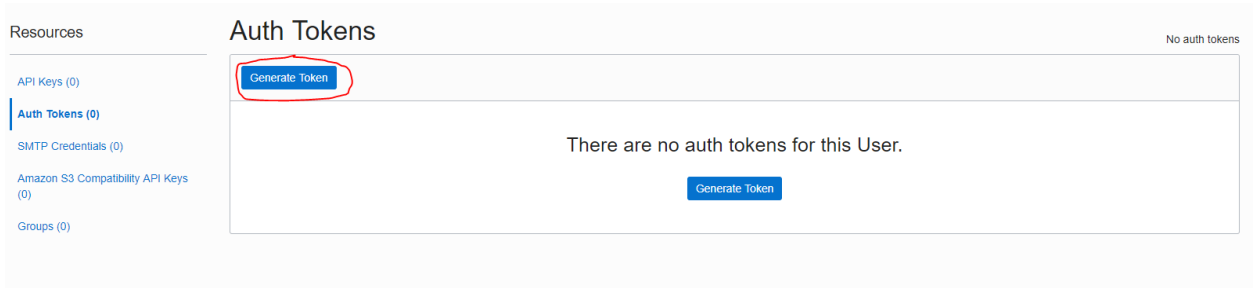 Resources
API Keys (0)
Auth Tokens (0)
SMTP Credentials (0)
Amazon S3 Compatibility API Keys
(0)
Groups (0)
Auth Tokens
No auth tokens
Generate Token
There are no auth tokens for this User.
Generate Token